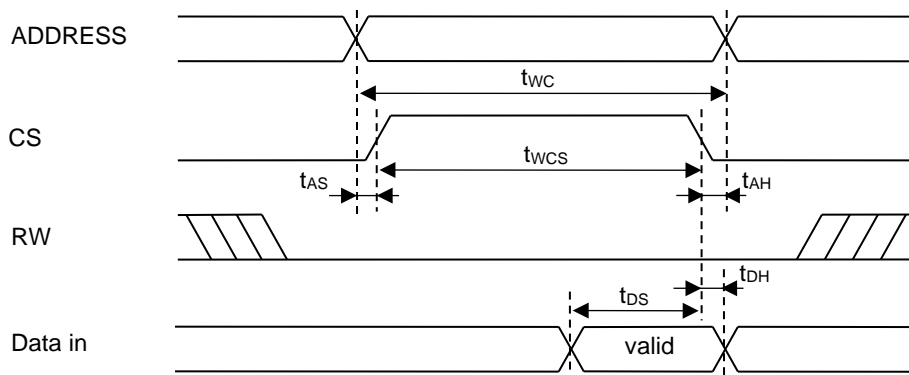 ADDRESS
tWC
CS
tWCS
tAS
tAH
RW
tDH
tDS
Data in
valid